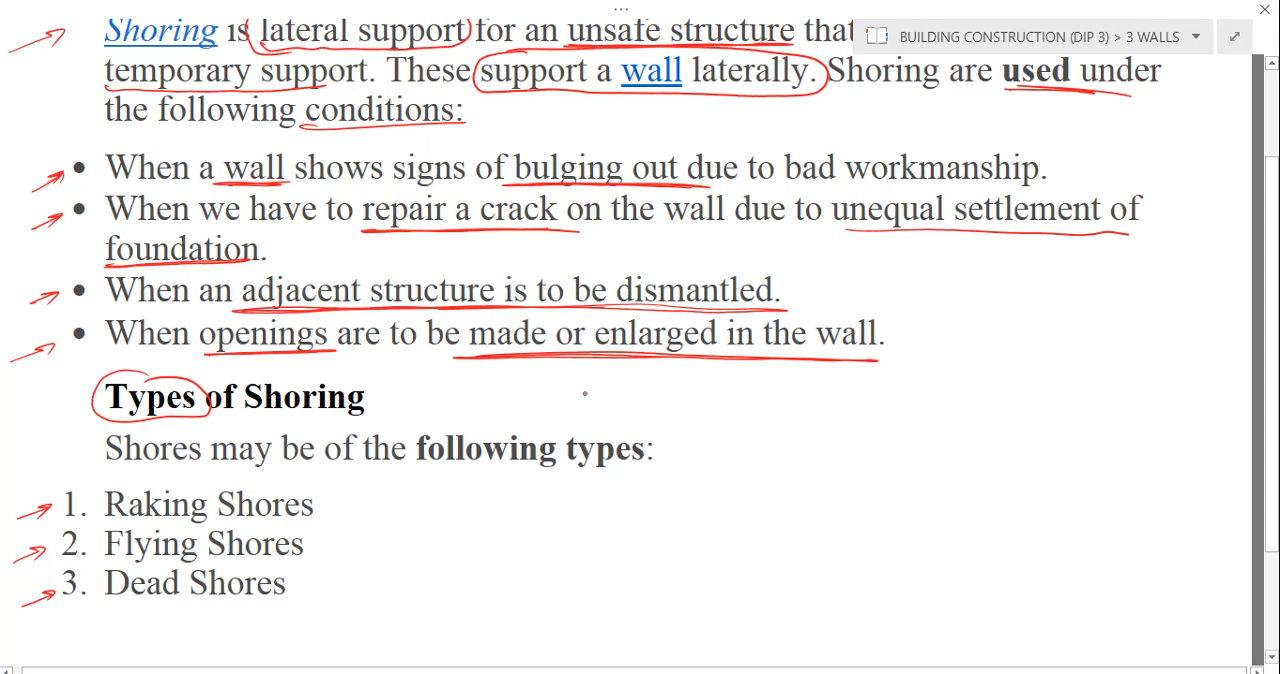 Shoring is lateral support for an unsafe structure that
BUILDING CONSTRUCTION (DIP 3) > 3 WALLS
temporary support. These support a wall laterally. Shoring are used under
the following conditions:
• When a wall shows signs of bulging out due to bad workmanship.
• When we have to repair a crack on the wall due to unequal settlement of
foundation.
• When an adjacent structure is to be dismantled.
• When openings are to be made or enlarged in the wall.
Types of Shoring
Shores may be of the following types:
1. Raking Shores
2. Flying Shores
3. Dead Shores